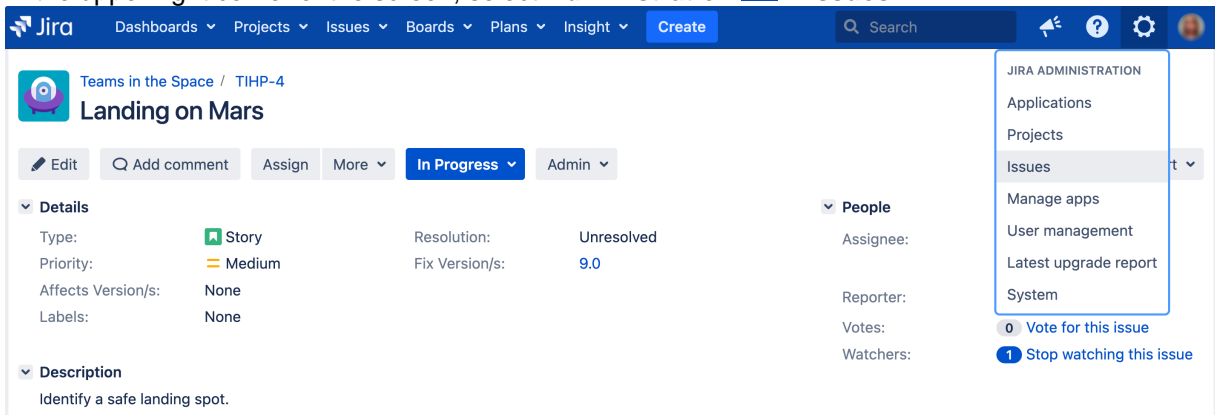 Jira Dashboards Projects Issues Boards Plans Insight Create Search
JIRA ADMINISTRATION
Applications
Projects
Issues
Manage apps
User management
Latest upgrade report
System
Teams in the Space / TIHP-4
Landing on Mars
Edit Add comment Assign More In Progress Admin
Details
Type: Story
Priority: Medium
Affects Version/s: None
Labels: None
Resolution: Unresolved
Fix Version/s: 9.0
People
Assignee:
Reporter:
Votes: 0 Vote for this issue
Watchers: 1 Stop watching this issue
Description
Identify a safe landing spot.